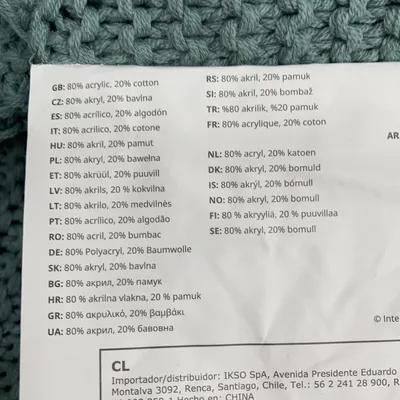 GB: 80% acrylic, 20% cotton
CZ: 80% akryl, 20% bavlna
ES: 80% acrílico, 20% algodón
IT: 80% acrilico, 20% cotone
HU: 80% akril, 20% pamut
PL: 80% akryl, 20% bawełna
ET: 80% akrüül, 20% puuvill
LV: 80% akrils, 20 % kokvilna
LT: 80% akrilo, 20% medvilnės
PT: 80% acrílico, 20% algodão
RO: 80% acril, 20% bumbac
DE: 80% Polyacryl, 20% Baumwolle
SK: 80% akryl, 20% bavlna
BG: 80% акрил, 20% памук
HR: 80 % akrilna vlakna, 20 % pamuk
GR: 80% ακρυλικό, 20% βαμβάκι
UA: 80% акрил, 20% бавовна
RS: 80% akril, 20% pamuk
SI: 80% akril, 20% bombaž
TR: %80 akrilik, %20 pamuk
FR: 80% acrylique, 20% coton
NL: 80% acryl, 20% katoen
DK: 80% akryl, 20% bomuld
IS: 80% akrýl, 20% bómull
NO: 80% akryl, 20% bomull
FI: 80 % akryyliä, 20 % puuvillaa
SE: 80% akryl, 20% bomull
AR
© Inte
CL
Importador/distribuidor: IKSO SpA, Avenida Presidente Eduardo
Montalva 3092, Renca, Santiago, Chile, Tel.: 56 2 241 28 900, R
en: CHINA